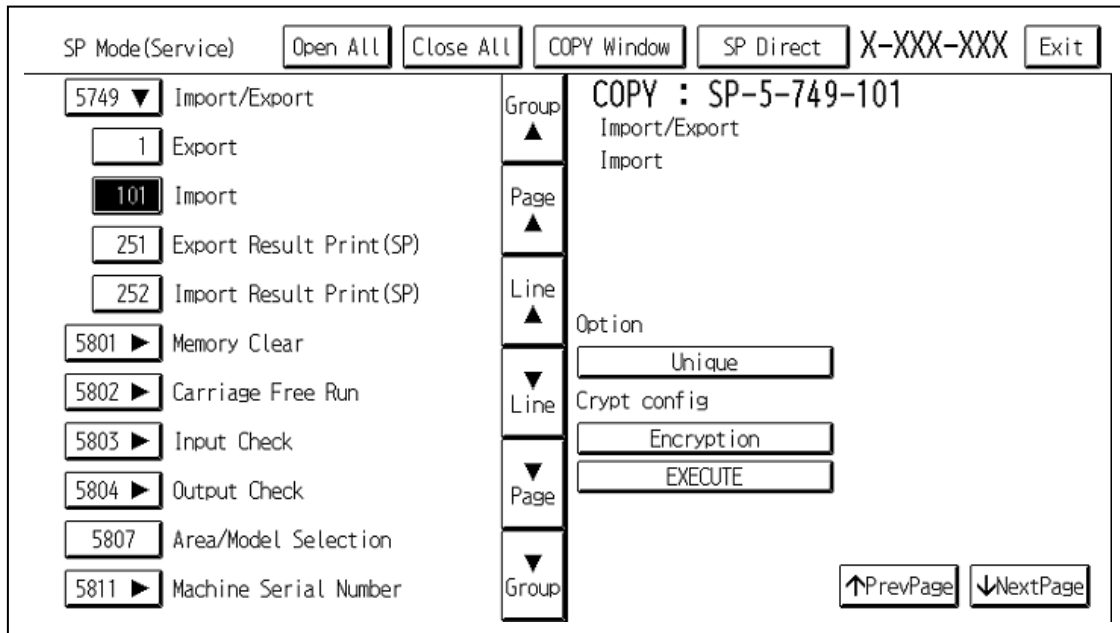 SP Mode(Service) Open All Close All COPY Window SP Direct X-XXX-XXX Exit
5749 ▼ Import/Export
1 Export
101 Import
251 Export Result Print(SP)
252 Import Result Print(SP)
5801 ► Memory Clear
5802 ► Carriage Free Run
5803 ► Input Check
5804 ► Output Check
5807 Area/Model Selection
5811 ► Machine Serial Number
Group
▲
Page
▲
Line
▲
▼
Line
▼
Page
▼
Group
COPY : SP-5-749-101
Import/Export
Import
Option
Unique
Crypt config
Encryption
EXECUTE
↑PrevPage ↓NextPage